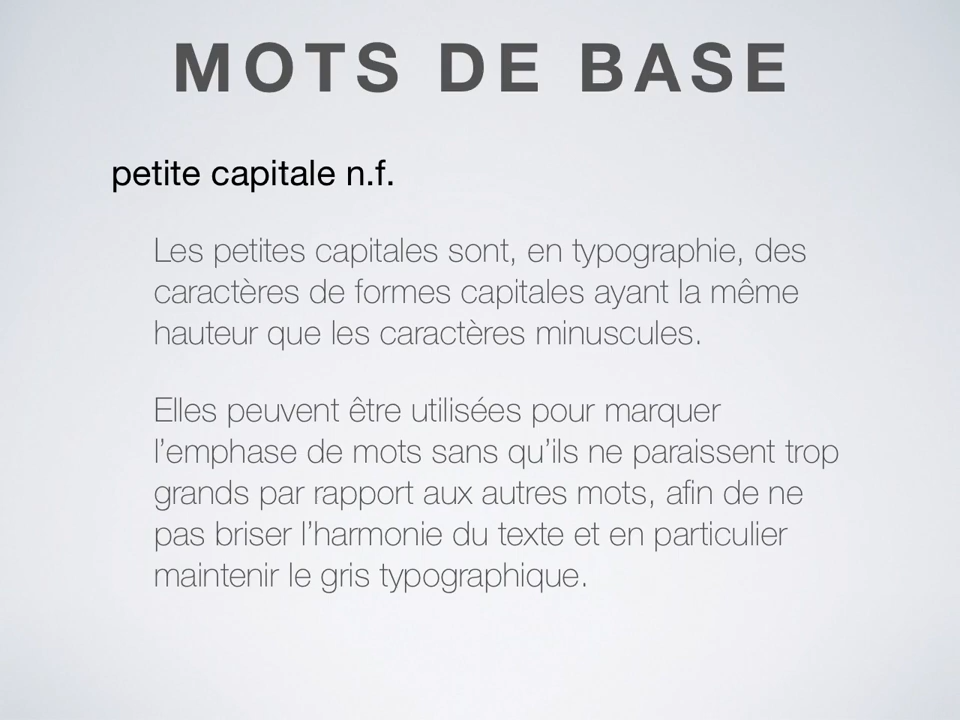 MOTS DE BASE
petite capitale n.f.
Les petites capitales sont, en typographie, des
caractères de formes capitales ayant la même
hauteur que les caractères minuscules.
Elles peuvent être utilisées pour marquer
l’emphase de mots sans qu’ils ne paraissent trop
grands par rapport aux autres mots, afin de ne
pas briser l’harmonie du texte et en particulier
maintenir le gris typographique.